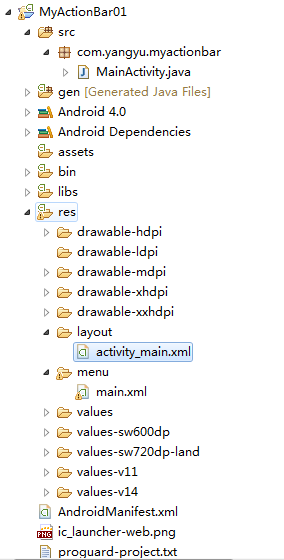 MyActionBar01
src
com.yangyu.myactionbar
MainActivity.java
gen [Generated Java Files]
Android 4.0
Android Dependencies
assets
bin
libs
res
drawable-hdpi
drawable-ldpi
drawable-mdpi
drawable-xhdpi
drawable-xxhdpi
layout
activity_main.xml
menu
main.xml
values
values-sw600dp
values-sw720dp-land
values-v11
values-v14
AndroidManifest.xml
ic_launcher-web.png
proguard-project.txt